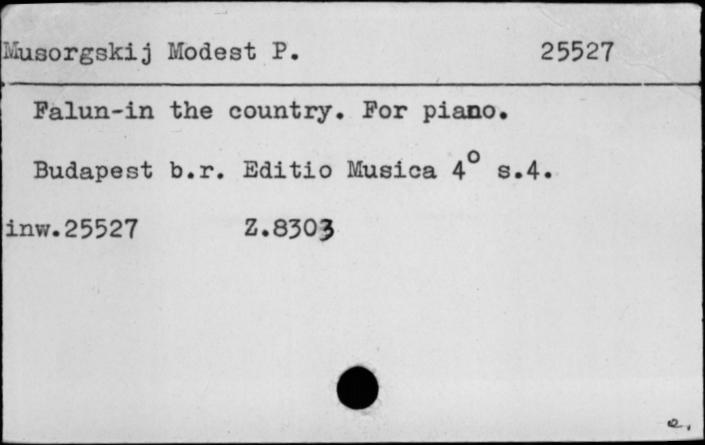 Musorgskij Modest P. 25527
Falun-in the country. For piano.
Budapest b.r. Editio Musica 4° s.4.
inw.25527 Z.8303
e.